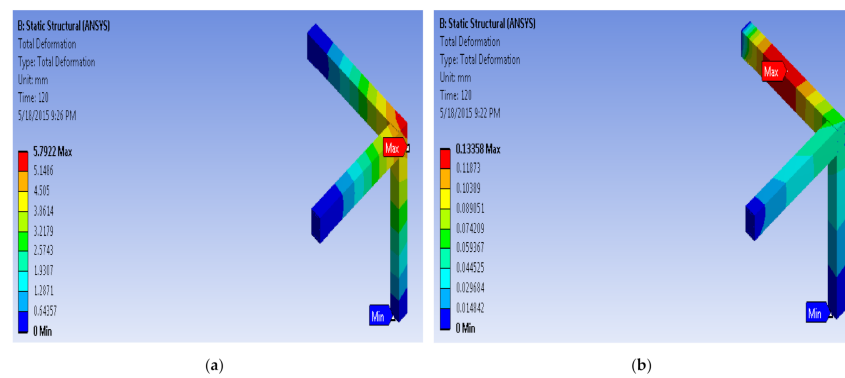 B: Static Structural (ANSYS)
Total Deformation
Type: Total Deformation
Unit: mm
Time: 120
5/18/2015 9:26 PM
5.7922 Max
5.1486
4.505
3.8614
3.2179
2.5743
1.9307
1.2871
0.64357
0 Min
Max
Min
(a)
B: Static Structural (ANSYS)
Total Deformation
Type: Total Deformation
Unit: mm
Time: 120
5/18/2015 9:22 PM
0.13358 Max
0.11873
0.10389
0.089051
0.074209
0.059367
0.044525
0.029684
0.014842
0 Min
Max
Min
(b)